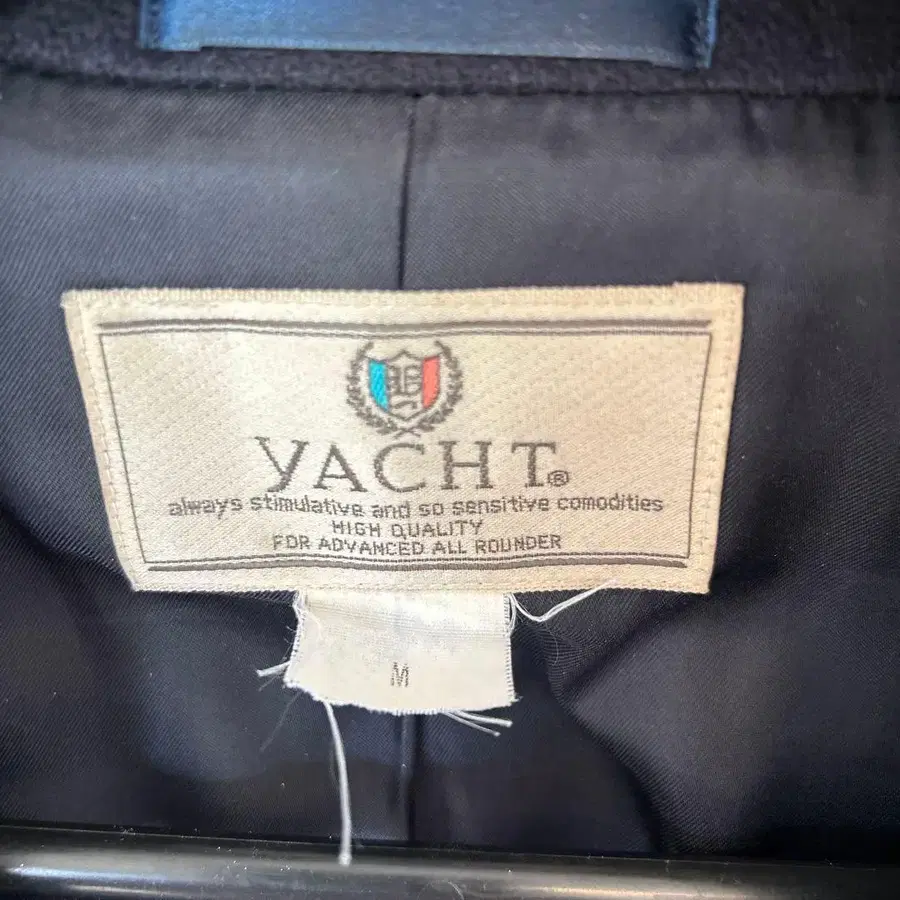 YACHT®
always stimulative and so sensitive comodities
HIGH QUALITY
FOR ADVANCED ALL ROUNDER
M